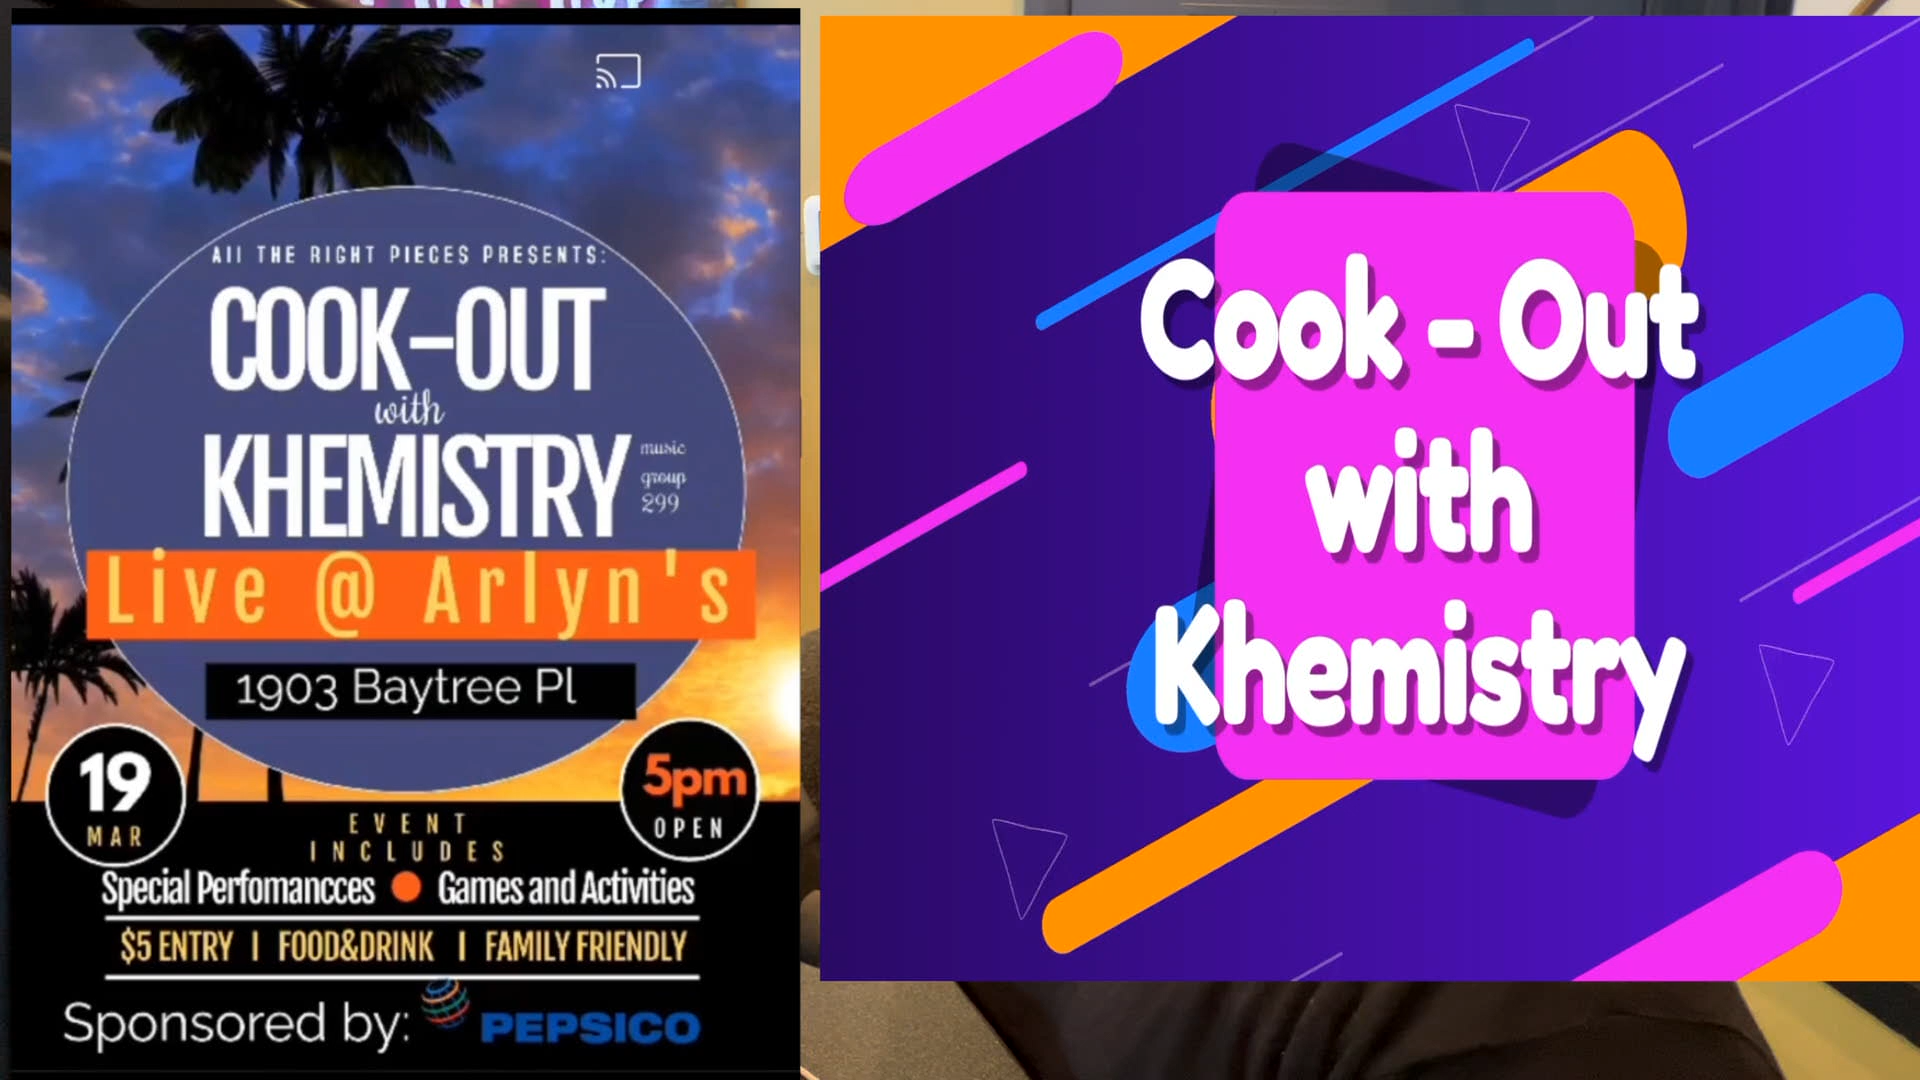 All THE RIGHT PIECES PRESENTS:
COOK-OUT
with
KHEMISTRY
music
group
299
Live @ Arlyn's
1903 Baytree Pl
19
MAR
5pm
OPEN
EVENT
INCLUDES
Special Perfomancces ● Games and Activities
$5 ENTRY | FOOD&DRINK | FAMILY FRIENDLY
Sponsored by: PEPSICO
Cook - Out
with
Khemistry